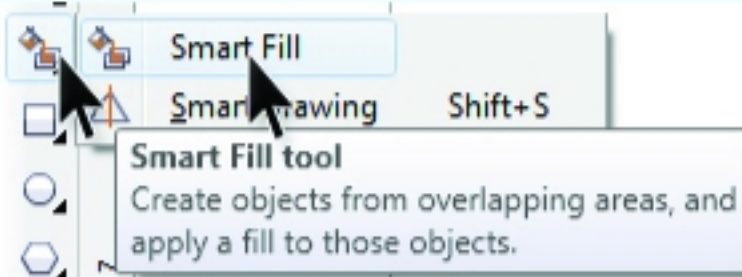 Smart Fill
Smart Drawing Shift+S
Smart Fill tool
Create objects from overlapping areas, and
apply a fill to those objects.